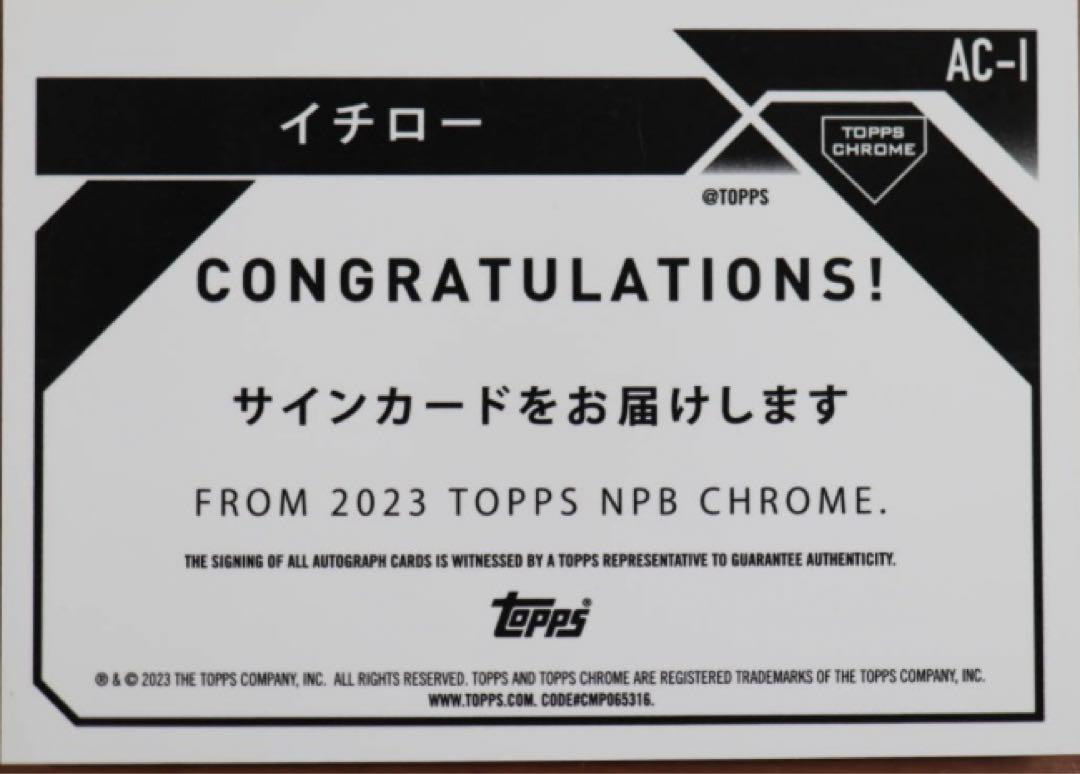 AC-I
イチロー
TOPPS
CHROME
@TOPPS
CONGRATULATIONS!
サインカードをお届けします
FROM 2023 TOPPS NPB CHROME.
THE SIGNING OF ALL AUTOGRAPH CARDS IS WITNESSED BY A TOPPS REPRESENTATIVE TO GUARANTEE AUTHENTICITY.
topps®
® & © 2023 THE TOPPS COMPANY, INC. ALL RIGHTS RESERVED. TOPPS AND TOPPS CHROME ARE REGISTERED TRADEMARKS OF THE TOPPS COMPANY, INC.
WWW.TOPPS.COM. CODE#CMP065316.